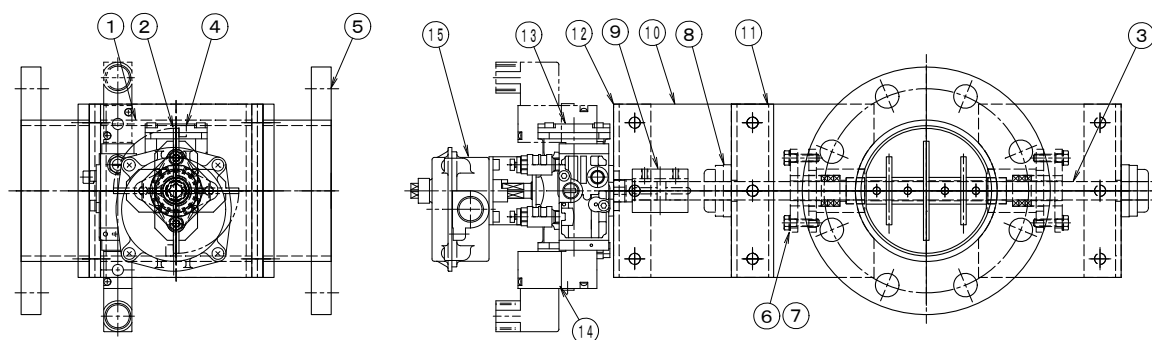 ① ② ④ ⑤
⑮ ⑬ ⑫ ⑨ ⑩ ⑧ ⑪ ③
⑥ ⑦
⑭